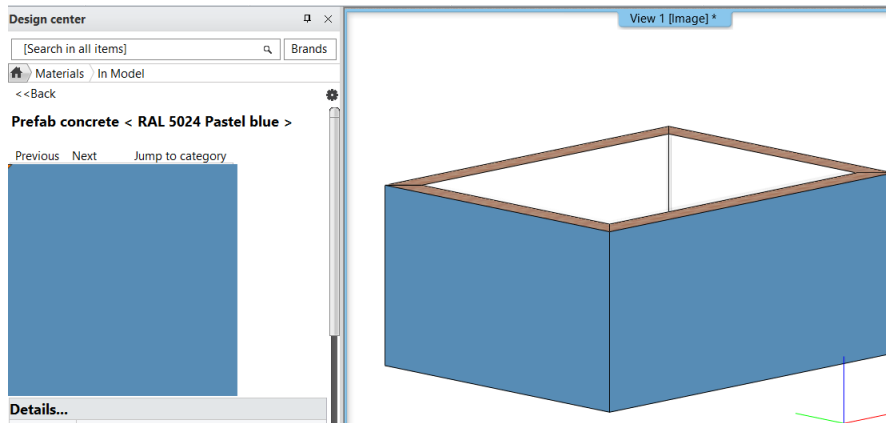 Design center
View 1 [Image] *
[Search in all items]
Brands
Materials In Model
<<Back
Prefab concrete < RAL 5024 Pastel blue >
Previous Next Jump to category
Details...